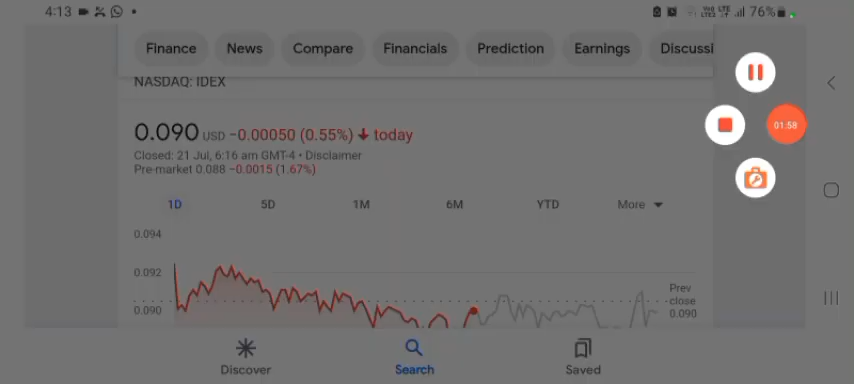 4:13
Vo) LTE
LTE2
76%
Finance News Compare Financials Prediction Earnings Discussi
NASDAQ: IDEX
0.090 USD −0.00050 (0.55%) today
Closed: 21 Jul, 6:16 am GMT-4 • Disclaimer
Pre-market 0.088 −0.0015 (1.67%)
1D 5D 1M 6M YTD More
0.094
0.092
0.090
Prev
close
0.090
01:58
Discover Search Saved